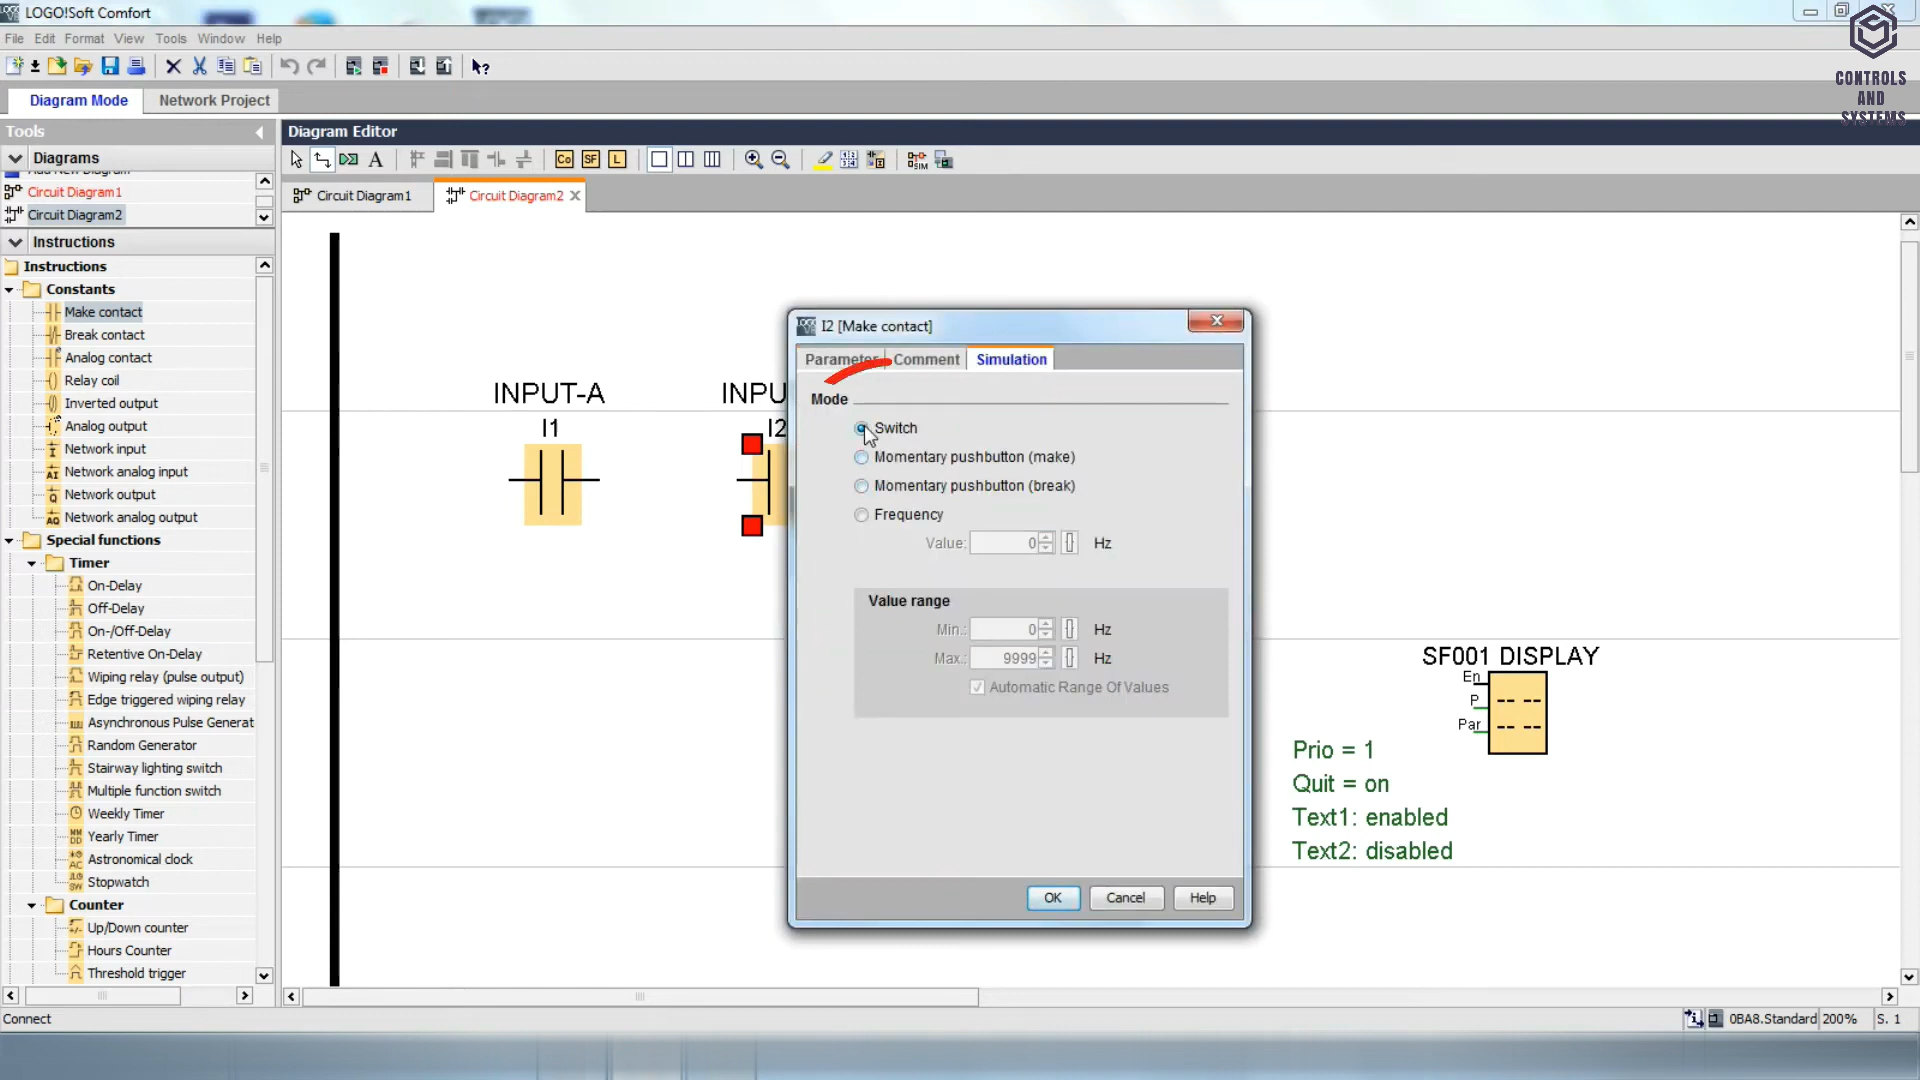 LOGO!Soft Comfort
File Edit Format View Tools Window Help
CONTROLS
AND
SYSTEMS
Diagram Mode
Network Project
Tools
Diagram Editor
Diagrams
A
Co SF L
SIM
Add New Diagram
Circuit Diagram1
Circuit Diagram2
Circuit Diagram1
Circuit Diagram2
Instructions
Instructions
Constants
Make contact
Break contact
Analog contact
Relay coil
Inverted output
Analog output
Network input
Network analog input
Network output
Network analog output
Special functions
Timer
On-Delay
Off-Delay
On-/Off-Delay
Retentive On-Delay
Wiping relay (pulse output)
Edge triggered wiping relay
Asynchronous Pulse Generat
Random Generator
Stairway lighting switch
Multiple function switch
Weekly Timer
Yearly Timer
Astronomical clock
Stopwatch
Counter
Up/Down counter
Hours Counter
Threshold trigger
INPUT-A
I1
INPU
I2
I2 [Make contact]
Parameter Comment Simulation
Mode
Switch
Momentary pushbutton (make)
Momentary pushbutton (break)
Frequency
Value: 0 Hz
Value range
Min.: 0 Hz
Max.: 9999 Hz
Automatic Range Of Values
OK Cancel Help
SF001 DISPLAY
En
P
Par
Prio = 1
Quit = on
Text1: enabled
Text2: disabled
Connect
0BA8.Standard 200% S. 1